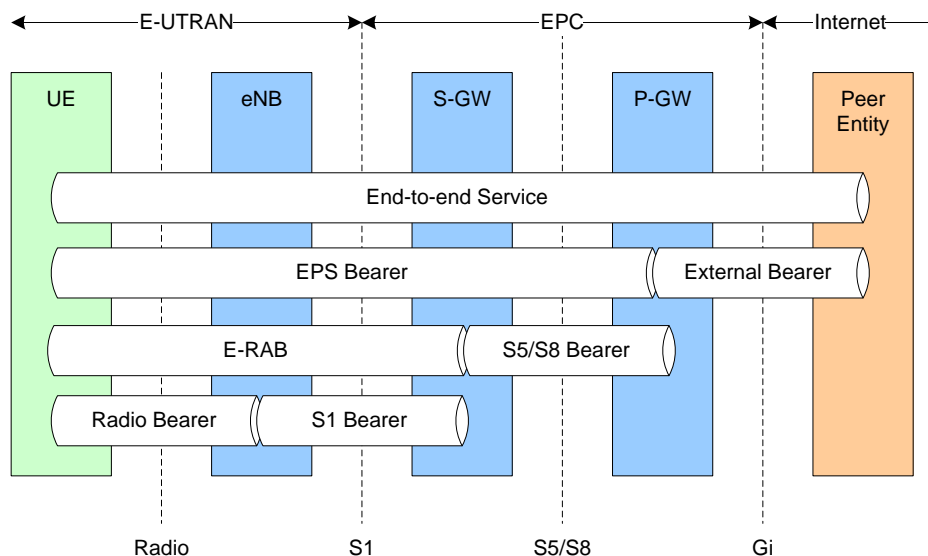 E-UTRAN EPC Internet
UE eNB S-GW P-GW Peer
Entity
End-to-end Service
EPS Bearer External Bearer
E-RAB S5/S8 Bearer
Radio Bearer S1 Bearer
Radio S1 S5/S8 Gi